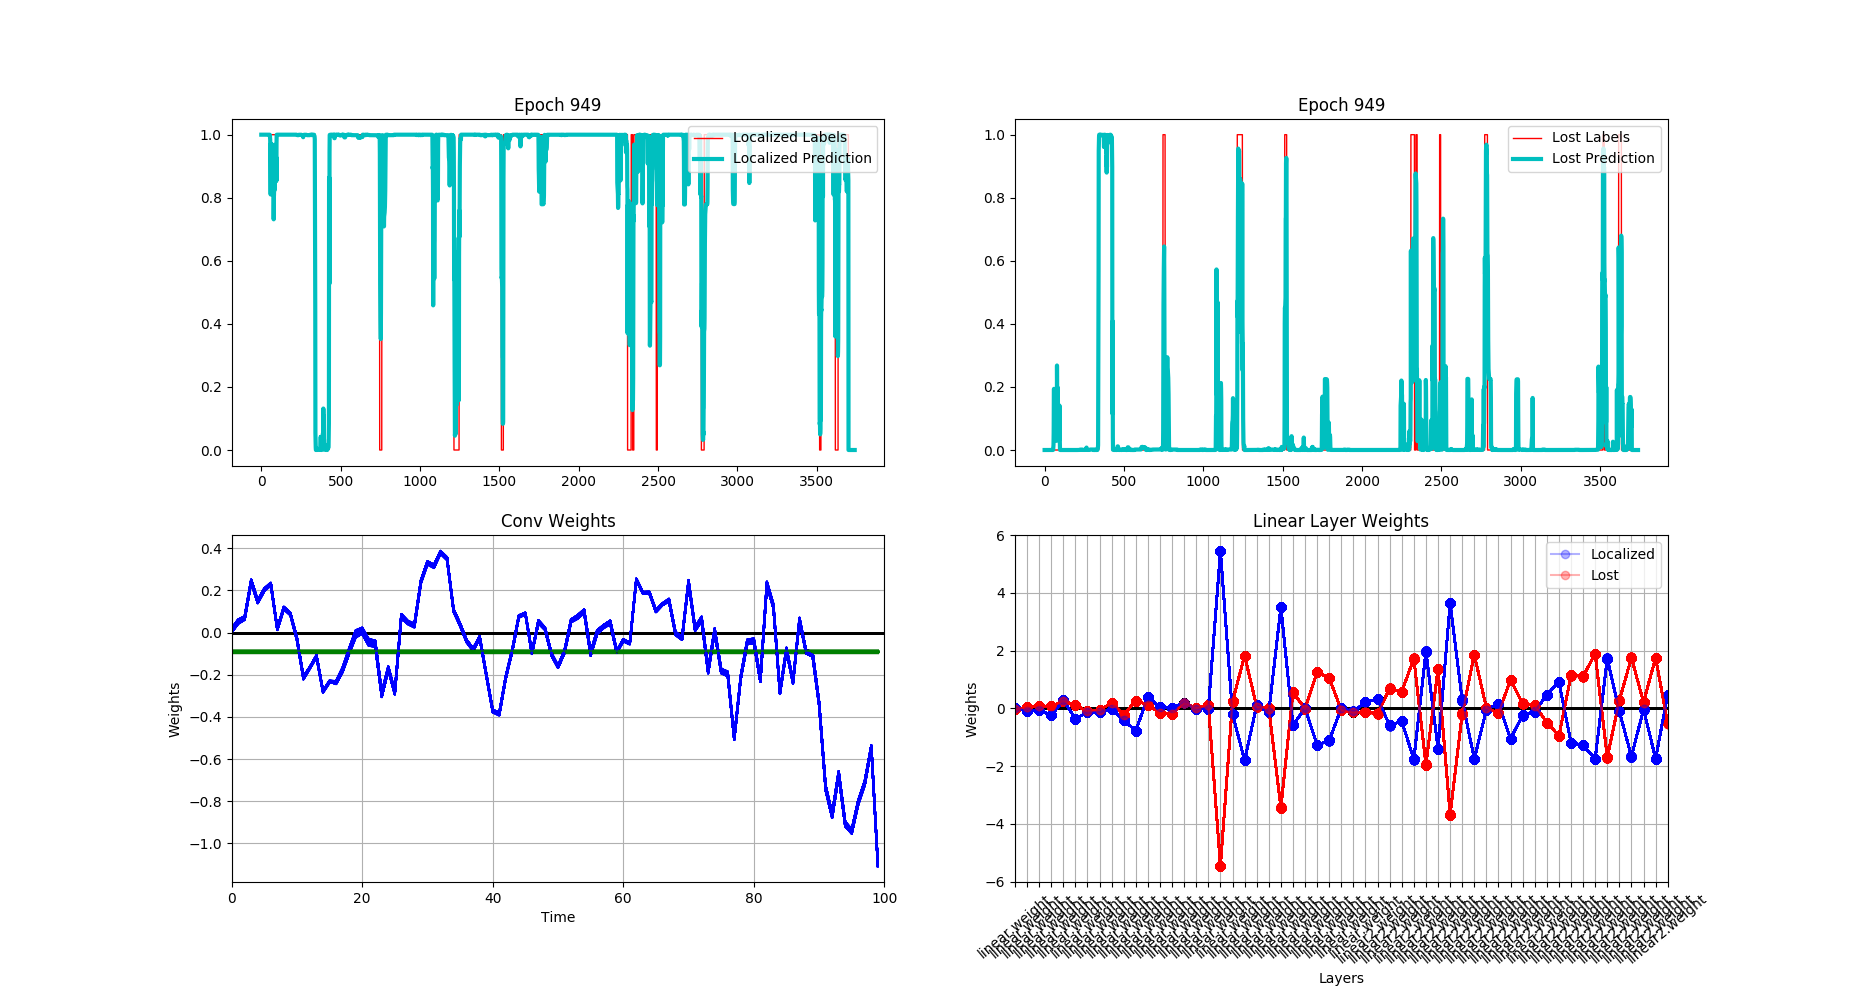 Epoch 949
Localized Labels
Localized Prediction
1.0
0.8
0.6
0.4
0.2
0.0
0 500 1000 1500 2000 2500 3000 3500
Epoch 949
Lost Labels
Lost Prediction
1.0
0.8
0.6
0.4
0.2
0.0
0 500 1000 1500 2000 2500 3000 3500
Conv Weights
Weights
0.4
0.2
0.0
−0.2
−0.4
−0.6
−0.8
−1.0
0 20 40 60 80 100
Time
Linear Layer Weights
Localized
Lost
Weights
6
4
2
0
−2
−4
−6
linear.weight
linear2.weight
Layers